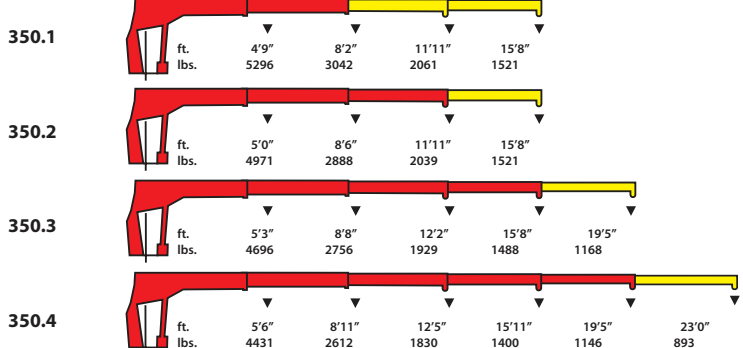 350.1
ft. 4’9” 8’2” 11’11” 15’8”
lbs. 5296 3042 2061 1521
350.2
ft. 5’0” 8’6” 11’11” 15’8”
lbs. 4971 2888 2039 1521
350.3
ft. 5’3” 8’8” 12’2” 15’8” 19’5”
lbs. 4696 2756 1929 1488 1168
350.4
ft. 5’6” 8’11” 12’5” 15’11” 19’5” 23’0”
lbs. 4431 2612 1830 1400 1146 893